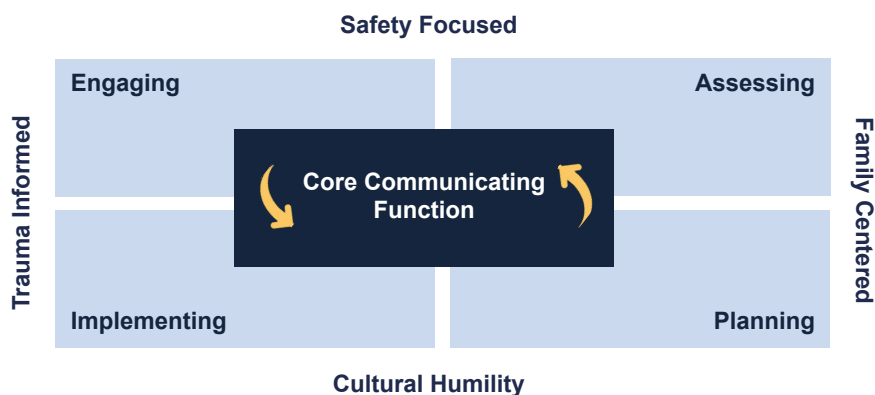 Safety Focused
Engaging
Assessing
Trauma Informed
Core Communicating
Function
Family Centered
Implementing
Planning
Cultural Humility